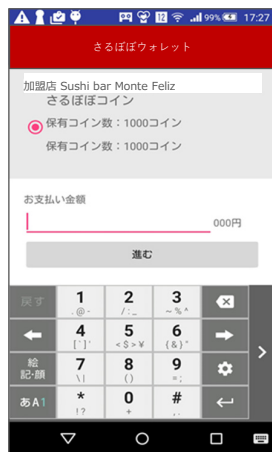 12 99% 17:27
さるぼぼウォレット
加盟店 Sushi bar Monte Feliz
さるぼぼコイン
保有コイン数：1000コイン
保有コイン数：1000コイン
お支払い金額
000円
進む
戻す 1 2 3
.@- /:_ ~%^
4 5 6
[`]' <$>¥ {&}"
絵記・顔 7 8 9
\| () =;
あA1 * 0 #
!? + ,.